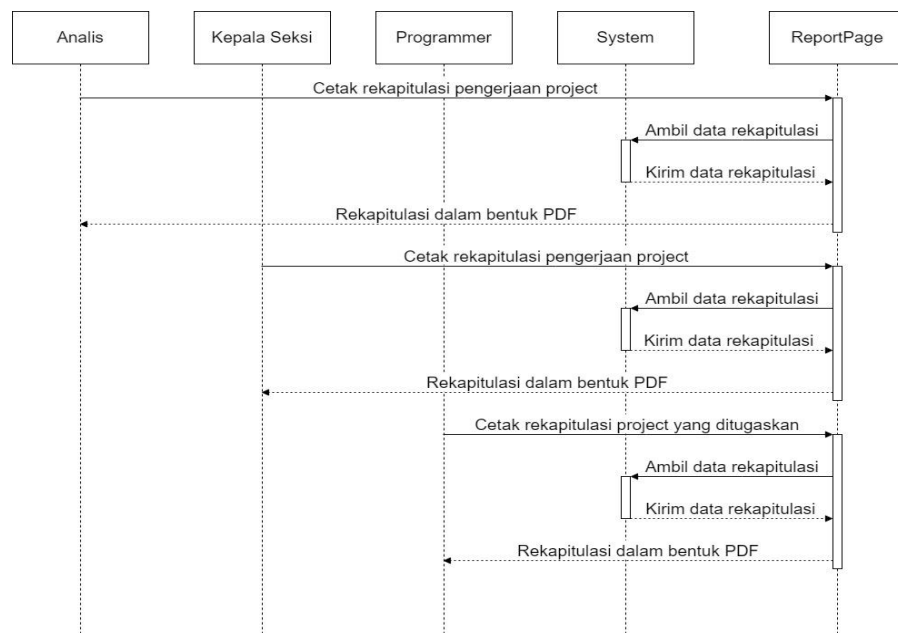 Analis
Kepala Seksi
Programmer
System
ReportPage
Cetak rekapitulasi pengerjaan project
Ambil data rekapitulasi
Kirim data rekapitulasi
Rekapitulasi dalam bentuk PDF
Cetak rekapitulasi pengerjaan project
Ambil data rekapitulasi
Kirim data rekapitulasi
Rekapitulasi dalam bentuk PDF
Cetak rekapitulasi project yang ditugaskan
Ambil data rekapitulasi
Kirim data rekapitulasi
Rekapitulasi dalam bentuk PDF